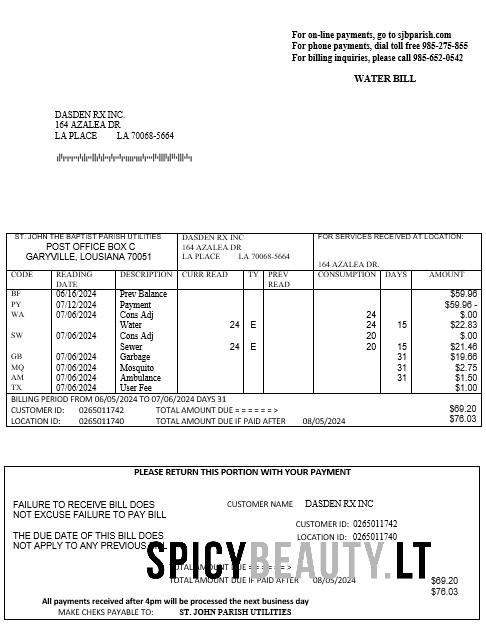 For on-line payments, go to sjbparish.com
For phone payments, dial toll free 985-275-855
For billing inquiries, please call 985-652-0542
WATER BILL
DASDEN RX INC.
164 AZALEA DR.
LA PLACE LA 70068-5664
ST. JOHN THE BAPTIST PARISH UTILITIES
POST OFFICE BOX C
GARYVILLE, LOUSIANA 70051
DASDEN RX INC
164 AZALEA DR
LA PLACE LA 70068-5664
FOR SERVICES RECEIVED AT LOCATION:
164 AZALEA DR.
CODE READING DATE DESCRIPTION CURR READ TY PREV READ CONSUMPTION DAYS AMOUNT
BF 06/16/2024 Prev Balance $59.96
PY 07/12/2024 Payment $59.96 -
WA 07/06/2024 Cons Adj 24 $.00
Water 24 E 24 15 $22.83
SW 07/06/2024 Cons Adj 20 $.00
Sewer 24 E 20 15 $21.46
GB 07/06/2024 Garbage 31 $19.66
MQ 07/06/2024 Mosquito 31 $2.75
AM 07/06/2024 Ambulance 31 $1.50
TX 07/06/2024 User Fee $1.00
BILLING PERIOD FROM 06/05/2024 TO 07/06/2024 DAYS 31
CUSTOMER ID: 0265011742 TOTAL AMOUNT DUE = = = = = = > $69.20
LOCATION ID: 0265011740 TOTAL AMOUNT DUE IF PAID AFTER 08/05/2024 $76.03
PLEASE RETURN THIS PORTION WITH YOUR PAYMENT
FAILURE TO RECEIVE BILL DOES
NOT EXCUSE FAILURE TO PAY BILL
CUSTOMER NAME DASDEN RX INC
CUSTOMER ID: 0265011742
LOCATION ID: 0265011740
THE DUE DATE OF THIS BILL DOES
NOT APPLY TO ANY PREVIOUS
SPICYBEAUTY.LT
TOTAL AMOUNT DUE = = = = = = > $69.20
TOTAL AMOUNT DUE IF PAID AFTER 08/05/2024 $76.03
All payments received after 4pm will be processed the next business day
MAKE CHEKS PAYABLE TO: ST. JOHN PARISH UTILITIES